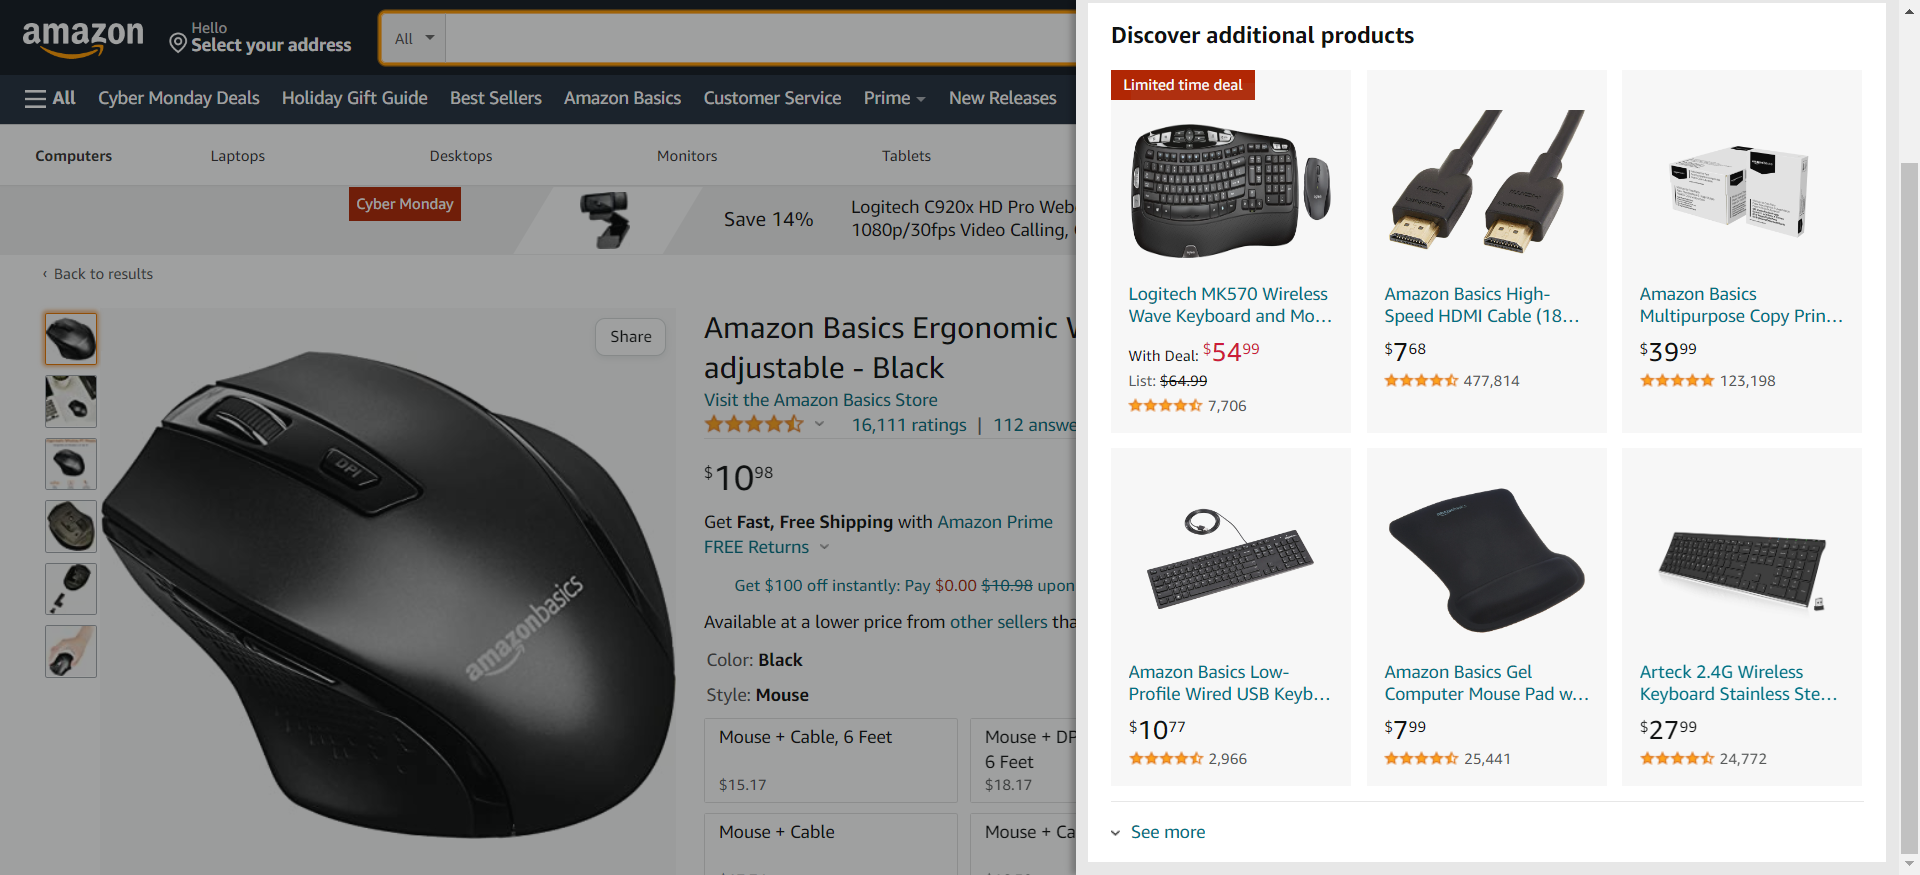 amazon
Hello
Select your address
All
All
Cyber Monday Deals
Holiday Gift Guide
Best Sellers
Amazon Basics
Customer Service
Prime
New Releases
Computers
Laptops
Desktops
Monitors
Tablets
Cyber Monday
Save 14%
Logitech C920x HD Pro Web
1080p/30fps Video Calling,
‹ Back to results
Share
DPI
amazonbasics
Amazon Basics Ergonomic
adjustable - Black
Visit the Amazon Basics Store
16,111 ratings | 112 answe
$10.98
Get Fast, Free Shipping with Amazon Prime
FREE Returns
Get $100 off instantly: Pay $0.00 $10.98 upon
Available at a lower price from other sellers tha
Color: Black
Style: Mouse
Mouse + Cable, 6 Feet
$15.17
Mouse + DP
6 Feet
$18.17
Mouse + Cable
Mouse + Ca
Discover additional products
Limited time deal
Logitech MK570 Wireless
Wave Keyboard and Mo...
With Deal: $54.99
List: $64.99
7,706
Amazon Basics High-
Speed HDMI Cable (18...
$7.68
477,814
Amazon Basics
Multipurpose Copy Prin...
$39.99
123,198
Amazon Basics Low-
Profile Wired USB Keyb...
$10.77
2,966
Amazon Basics Gel
Computer Mouse Pad w...
$7.99
25,441
Arteck 2.4G Wireless
Keyboard Stainless Ste...
$27.99
24,772
See more